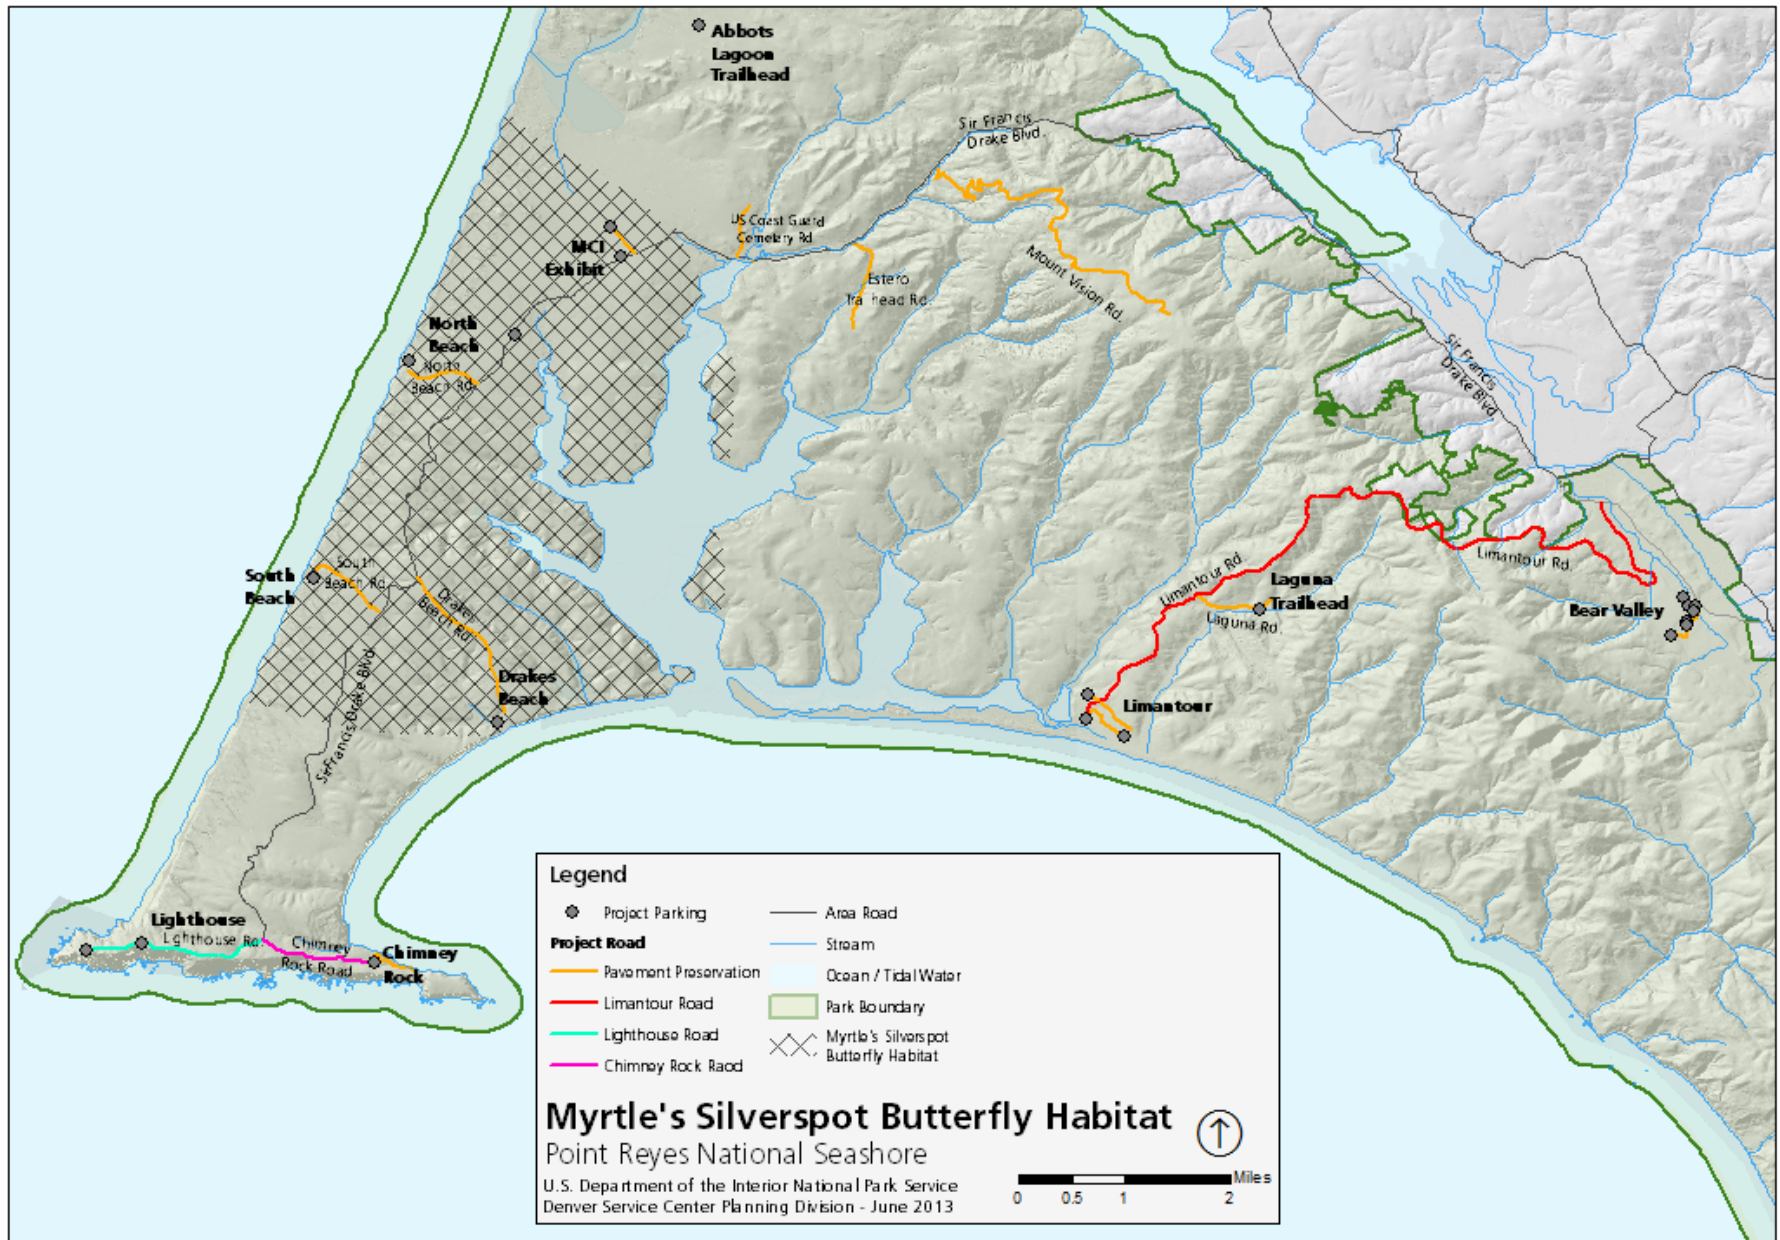 Abbots
Lagoon
Trailhead
Sir Francis
Drake Blvd.
US Coast Guard
Cemetary Rd.
MCI
Exhibit
Estero
Trailhead Rd.
Mount Vision Rd.
North
Beach
North
Beach Rd.
Sir Francis
Drake Blvd.
South
Beach
South
Beach Rd.
Drakes
Beach Rd.
Limantour Rd.
Limantour Rd.
Laguna
Trailhead
Laguna Rd.
Bear Valley
Drakes
Beach
Limantour
Sir Francis Drake Blvd.
Lighthouse
Lighthouse Rd.
Chimney
Rock Road
Chimney
Rock
Legend
Project Parking
Area Road
Project Road
Stream
Pavement Preservation
Ocean / Tidal Water
Limantour Road
Park Boundary
Lighthouse Road
Myrtle's Silverspot
Butterfly Habitat
Chimney Rock Raod
Myrtle's Silverspot Butterfly Habitat
Point Reyes National Seashore
U.S. Department of the Interior National Park Service
Denver Service Center Planning Division - June 2013
Miles
0 0.5 1 2